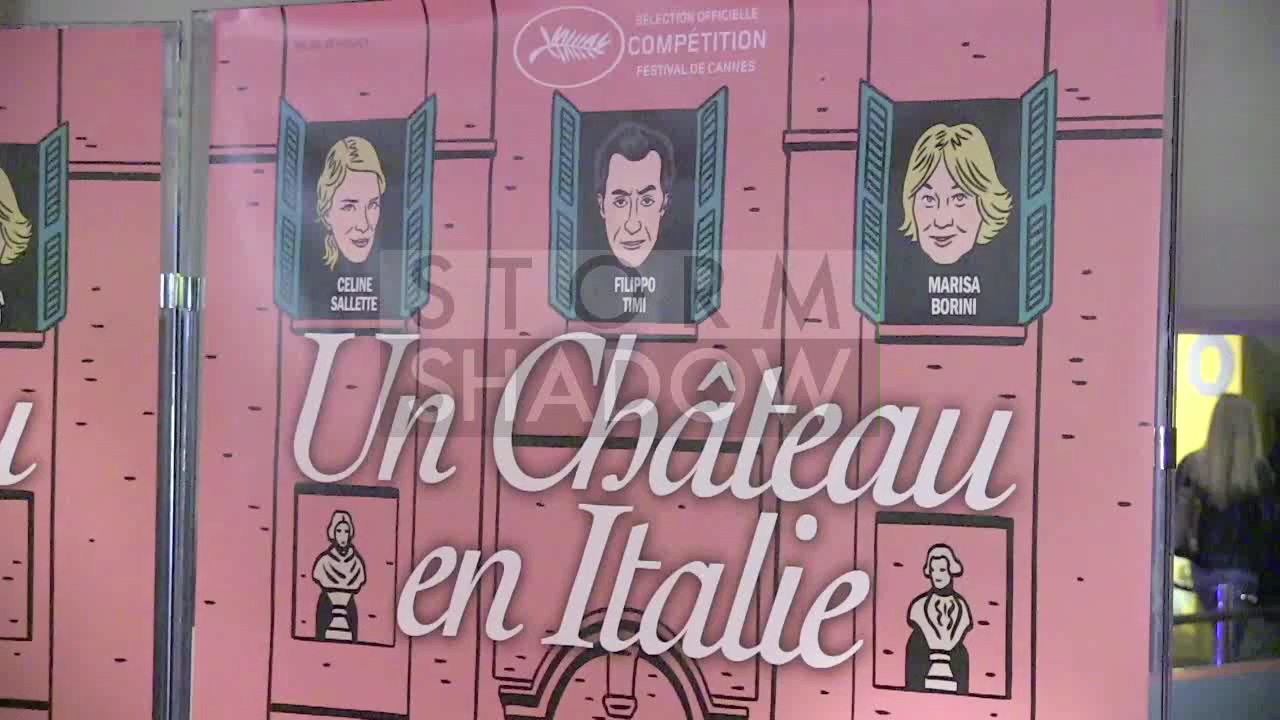 SÉLECTION OFFICIELLE
COMPÉTITION
FESTIVAL DE CANNES
CELINE
SALLETTE
FILIPPO
TIMI
MARISA
BORINI
STORM
SHADOW
Un Château
en Italie
u
O